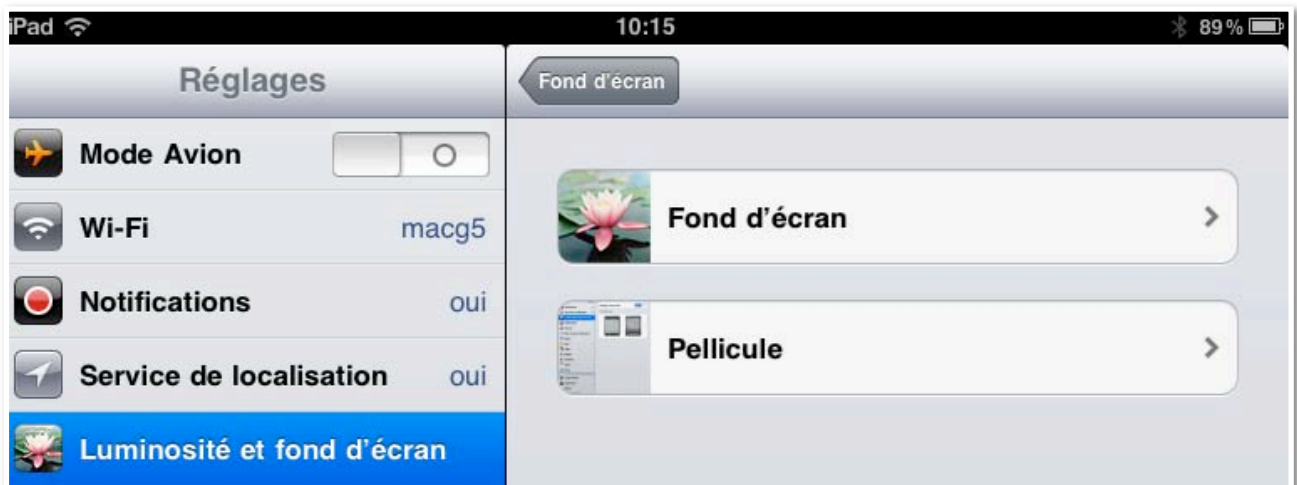 iPad 10:15 89 %
Réglages
Mode Avion
Wi-Fi macg5
Notifications oui
Service de localisation oui
Luminosité et fond d'écran
Fond d'écran
Fond d'écran
Pellicule